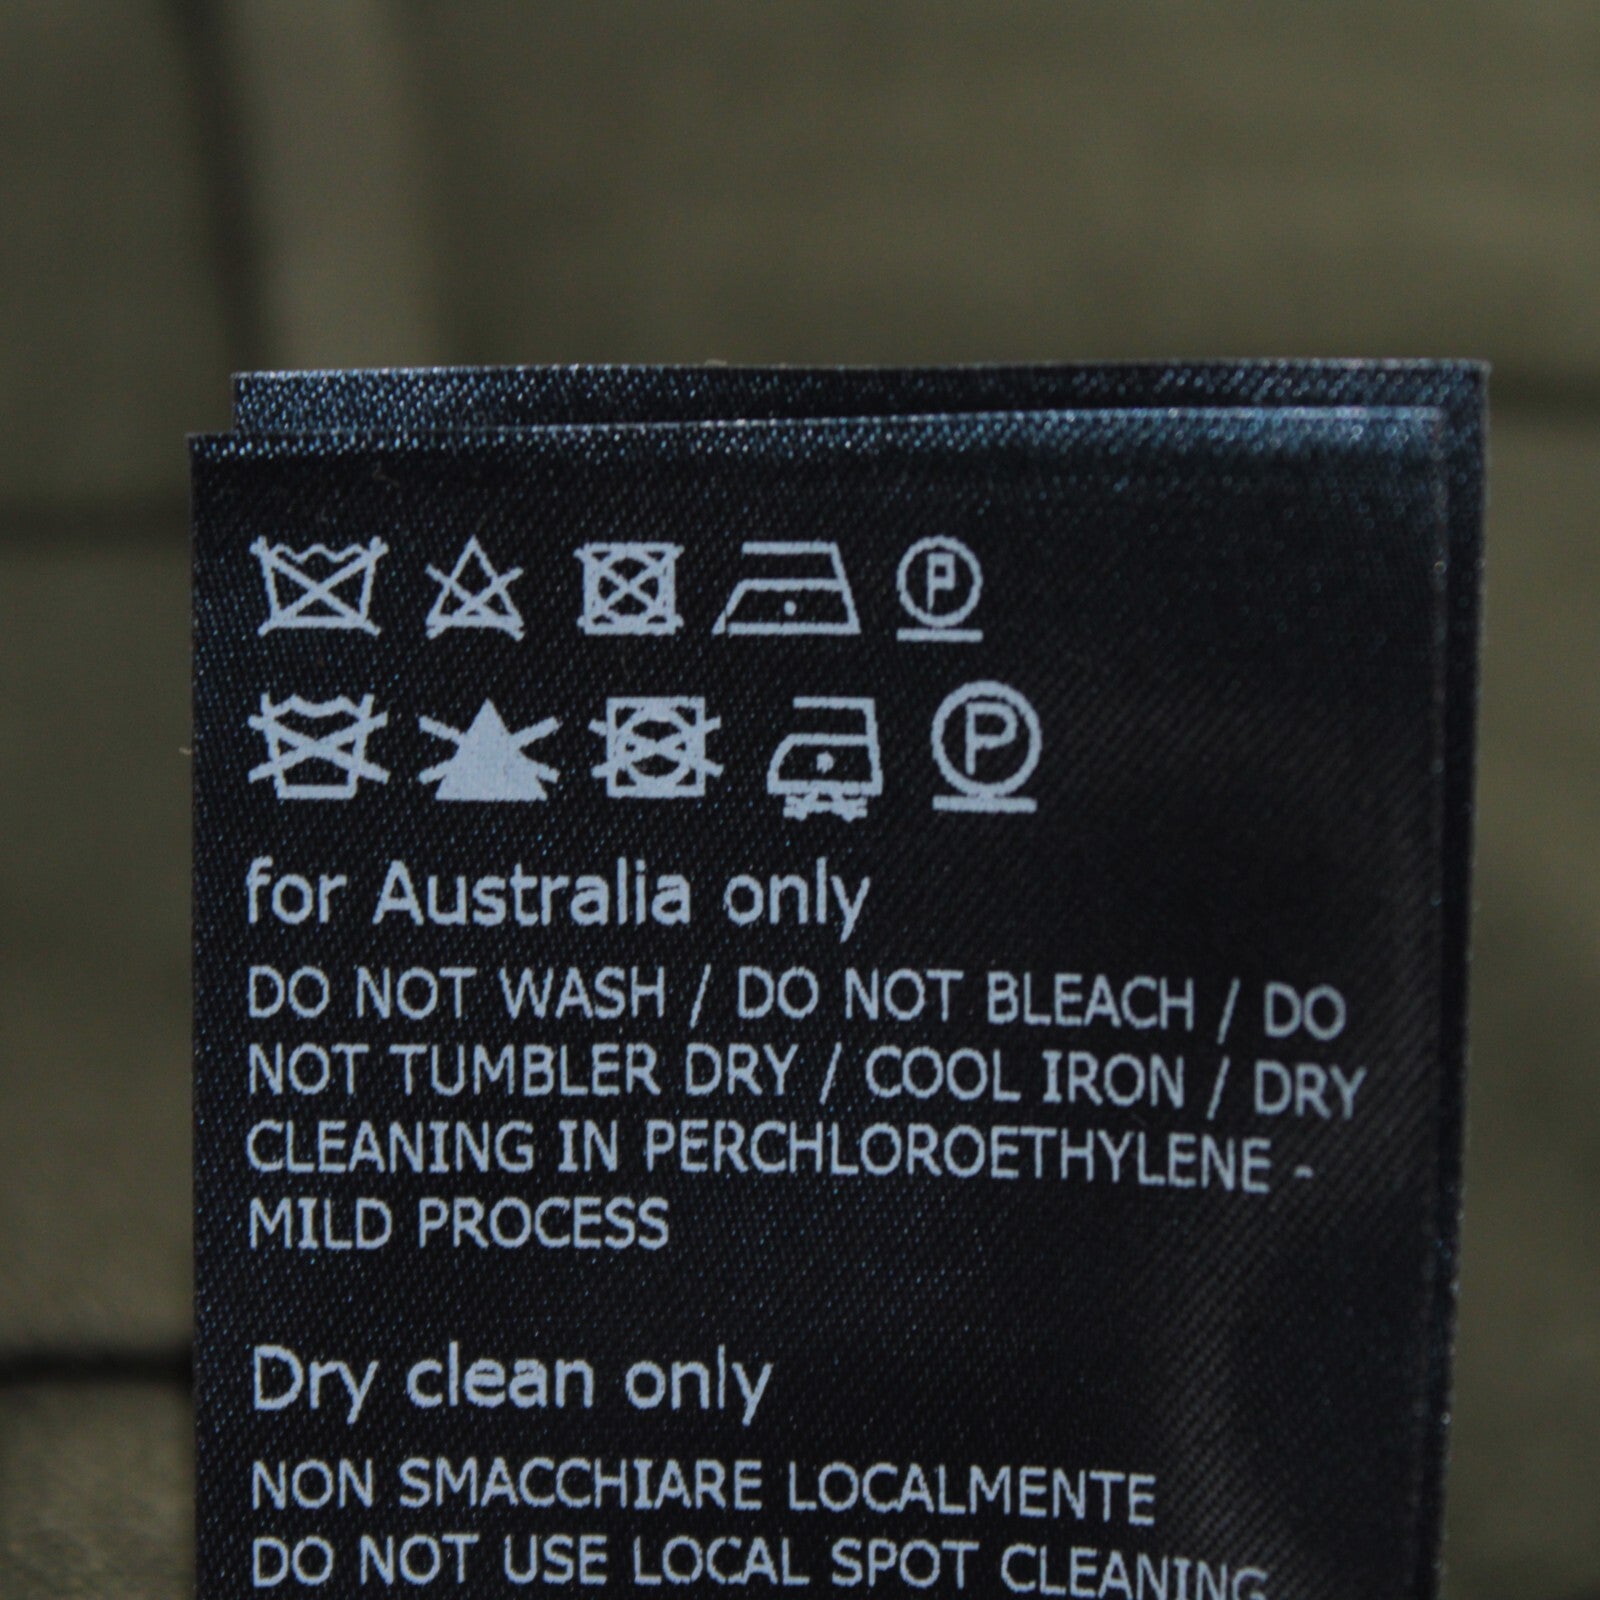 P
P
for Australia only
DO NOT WASH / DO NOT BLEACH / DO
NOT TUMBLER DRY / COOL IRON / DRY
CLEANING IN PERCHLOROETHYLENE -
MILD PROCESS
Dry clean only
NON SMACCHIARE LOCALMENTE
DO NOT USE LOCAL SPOT CLEANING